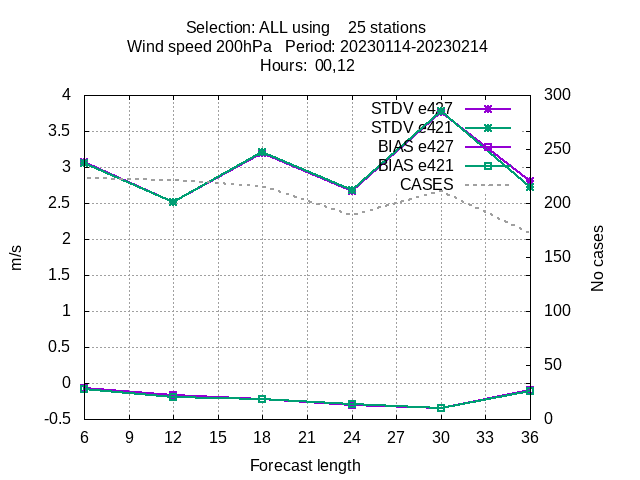 Selection: ALL using 25 stations
Wind speed 200hPa Period: 20230114-20230214
Hours: 00,12
STDV e427
STDV e421
BIAS e427
BIAS e421
CASES
4
3.5
3
2.5
2
1.5
1
0.5
0
-0.5
300
250
200
150
100
50
0
m/s
No cases
6 9 12 15 18 21 24 27 30 33 36
Forecast length